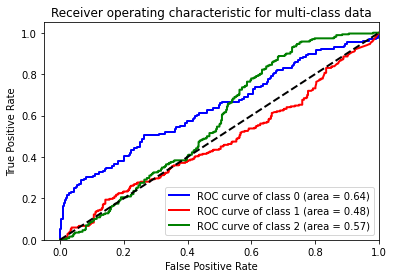 Receiver operating characteristic for multi-class data
True Positive Rate
1.0
0.8
0.6
0.4
0.2
0.0
ROC curve of class 0 (area = 0.64)
ROC curve of class 1 (area = 0.48)
ROC curve of class 2 (area = 0.57)
0.0 0.2 0.4 0.6 0.8 1.0
False Positive Rate